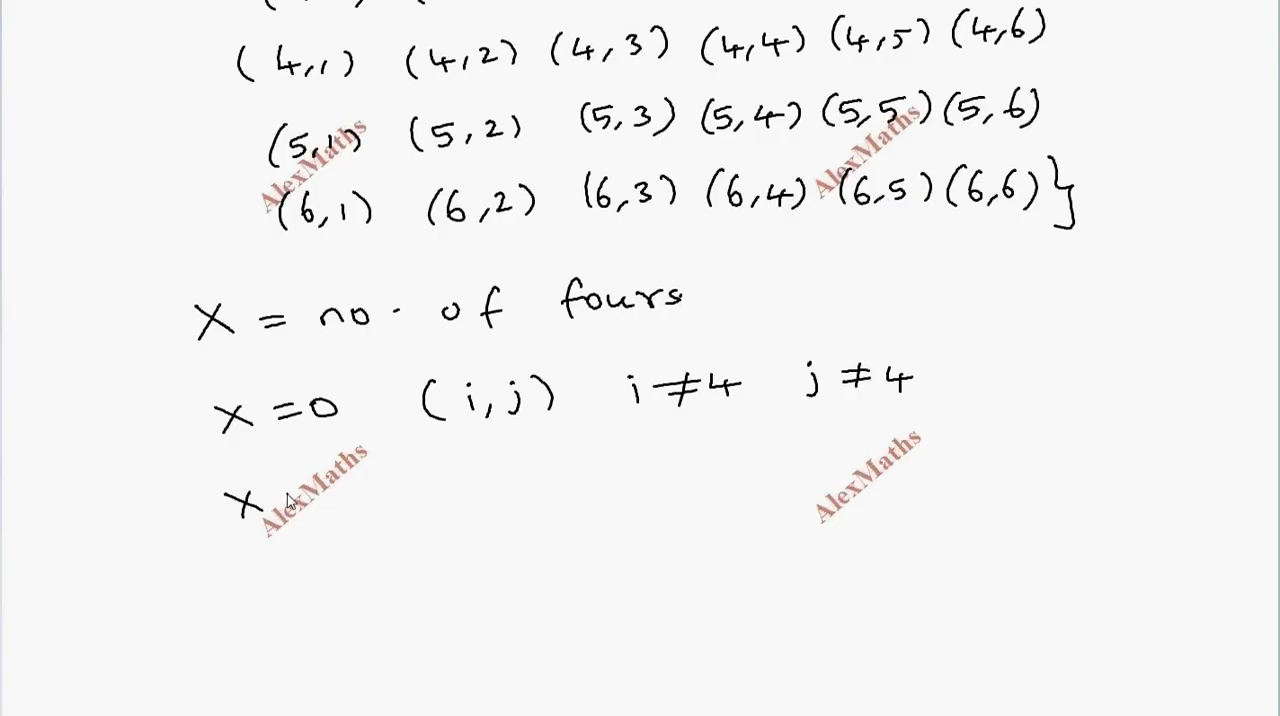 (4,1) (4,2) (4,3) (4,4) (4,5) (4,6)
(5,1) (5,2) (5,3) (5,4) (5,5) (5,6)
AlexMaths AlexMaths
(6,1) (6,2) (6,3) (6,4) (6,5) (6,6)}
X = no. of fours
X = 0 (i,j) i ≠ 4 j ≠ 4
X
AlexMaths AlexMaths